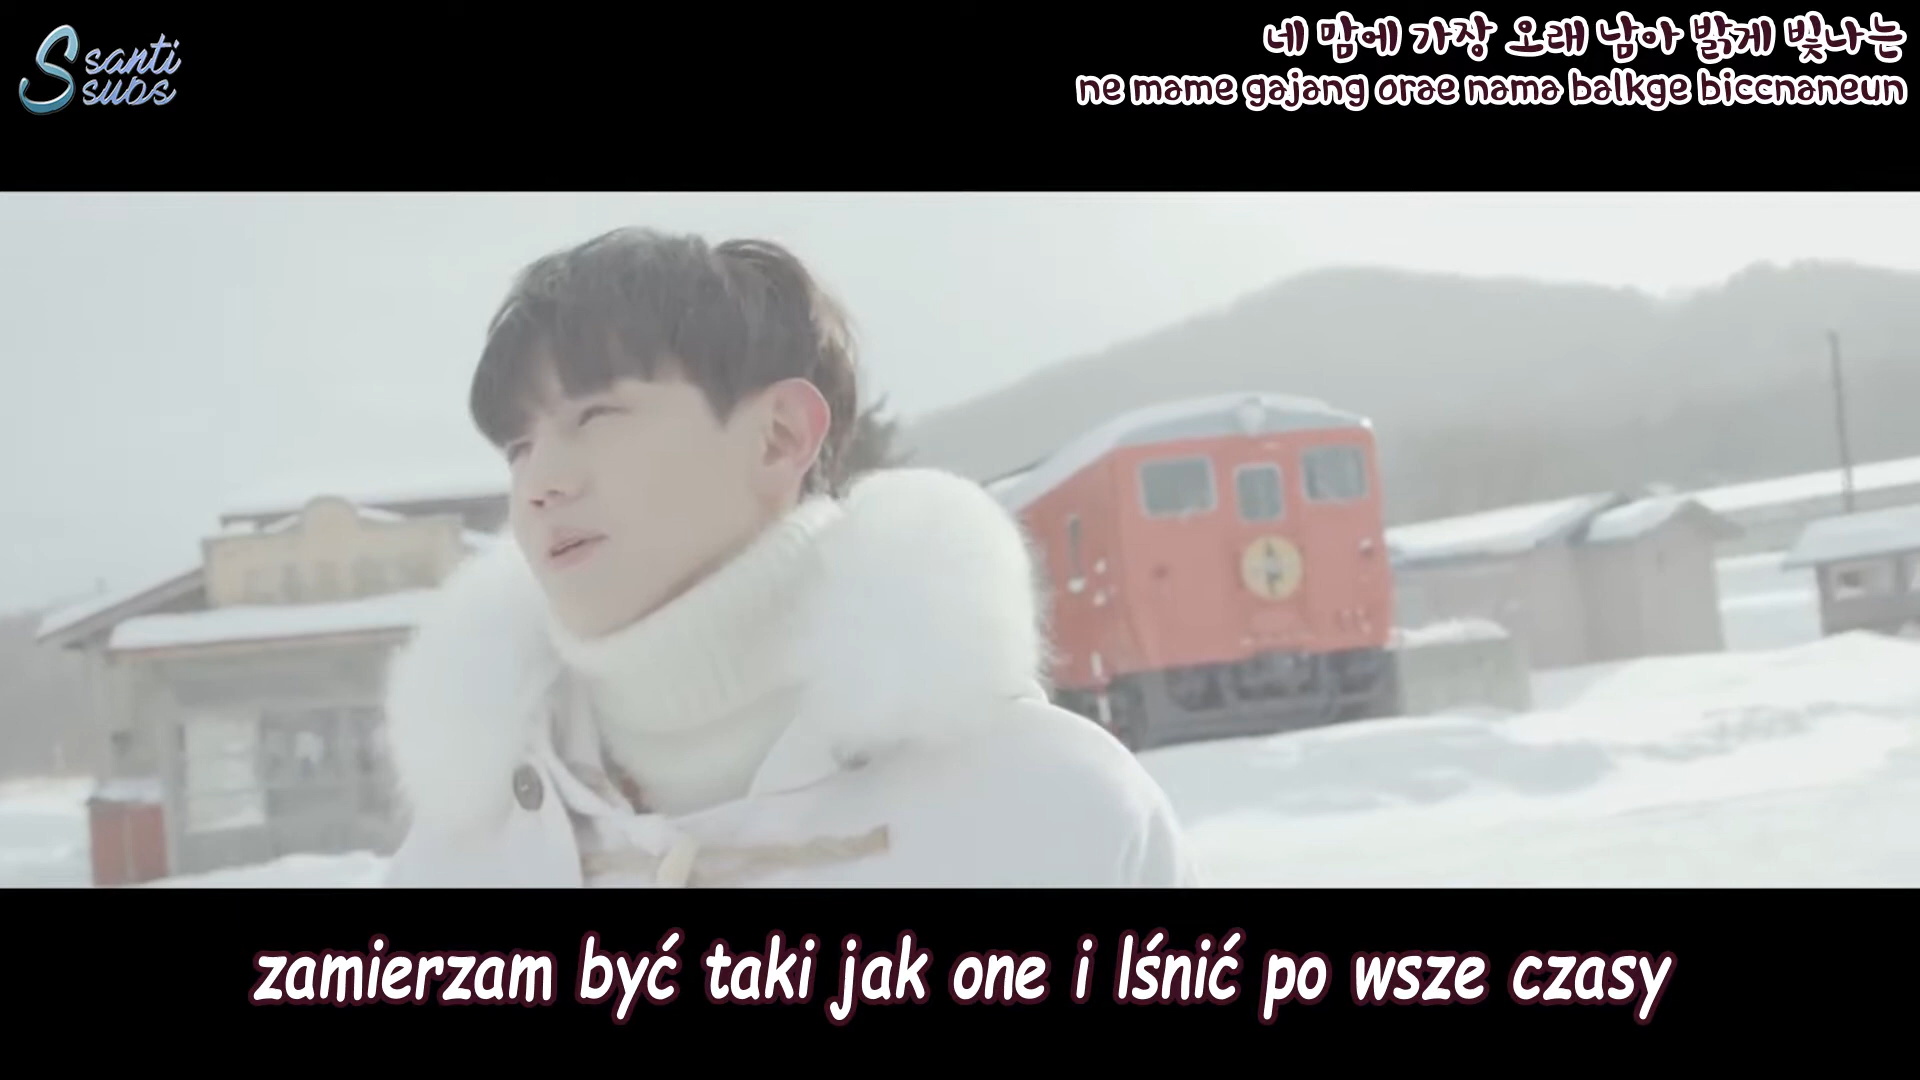 Ssanti
subs
네 맘에 가장 오래 남아 밝게 빛나는
ne mame gajang orae nama balkge biccnaneun
zamierzam być taki jak one i lśnić po wsze czasy